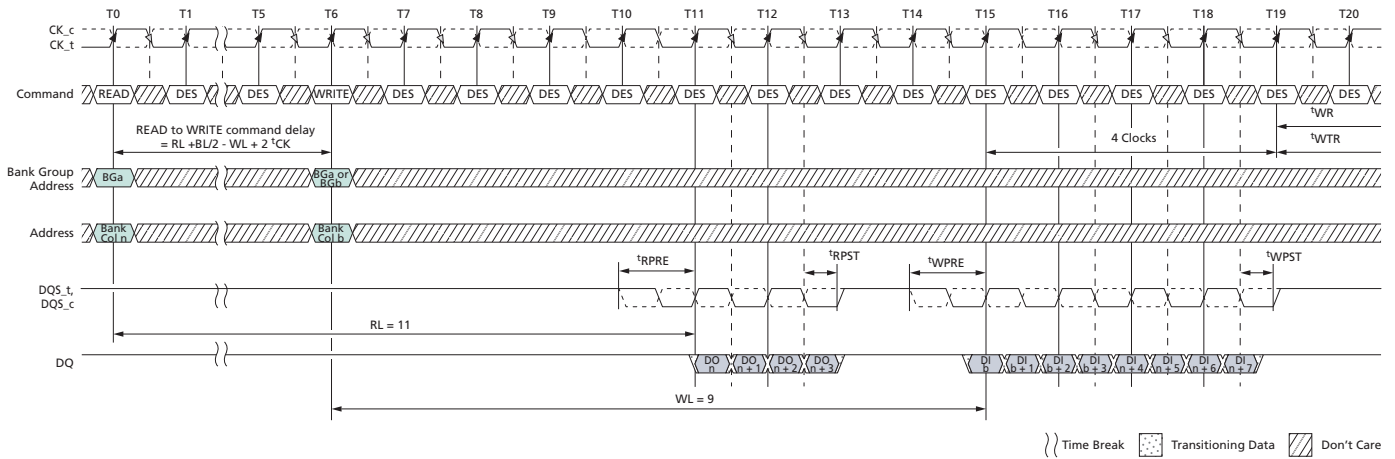 T0 T1 T5 T6 T7 T8 T9 T10 T11 T12 T13 T14 T15 T16 T17 T18 T19 T20
CK_c
CK_t
Command READ DES DES WRITE DES DES DES DES DES DES DES DES DES DES DES DES DES DES
tWR
READ to WRITE command delay
= RL +BL/2 - WL + 2 tCK
4 Clocks
tWTR
Bank Group
Address
BGa
BGa or
BGb
Address
Bank
Col n
Bank
Col b
tRPRE tRPST tWPRE tWPST
DQS_t,
DQS_c
RL = 11
DQ
DO
n
DO
n + 1
DO
n + 2
DO
n + 3
DI
b
DI
b + 1
DI
b + 2
DI
b + 3
DI
n + 4
DI
n + 5
DI
n + 6
DI
n + 7
WL = 9
Time Break Transitioning Data Don't Care